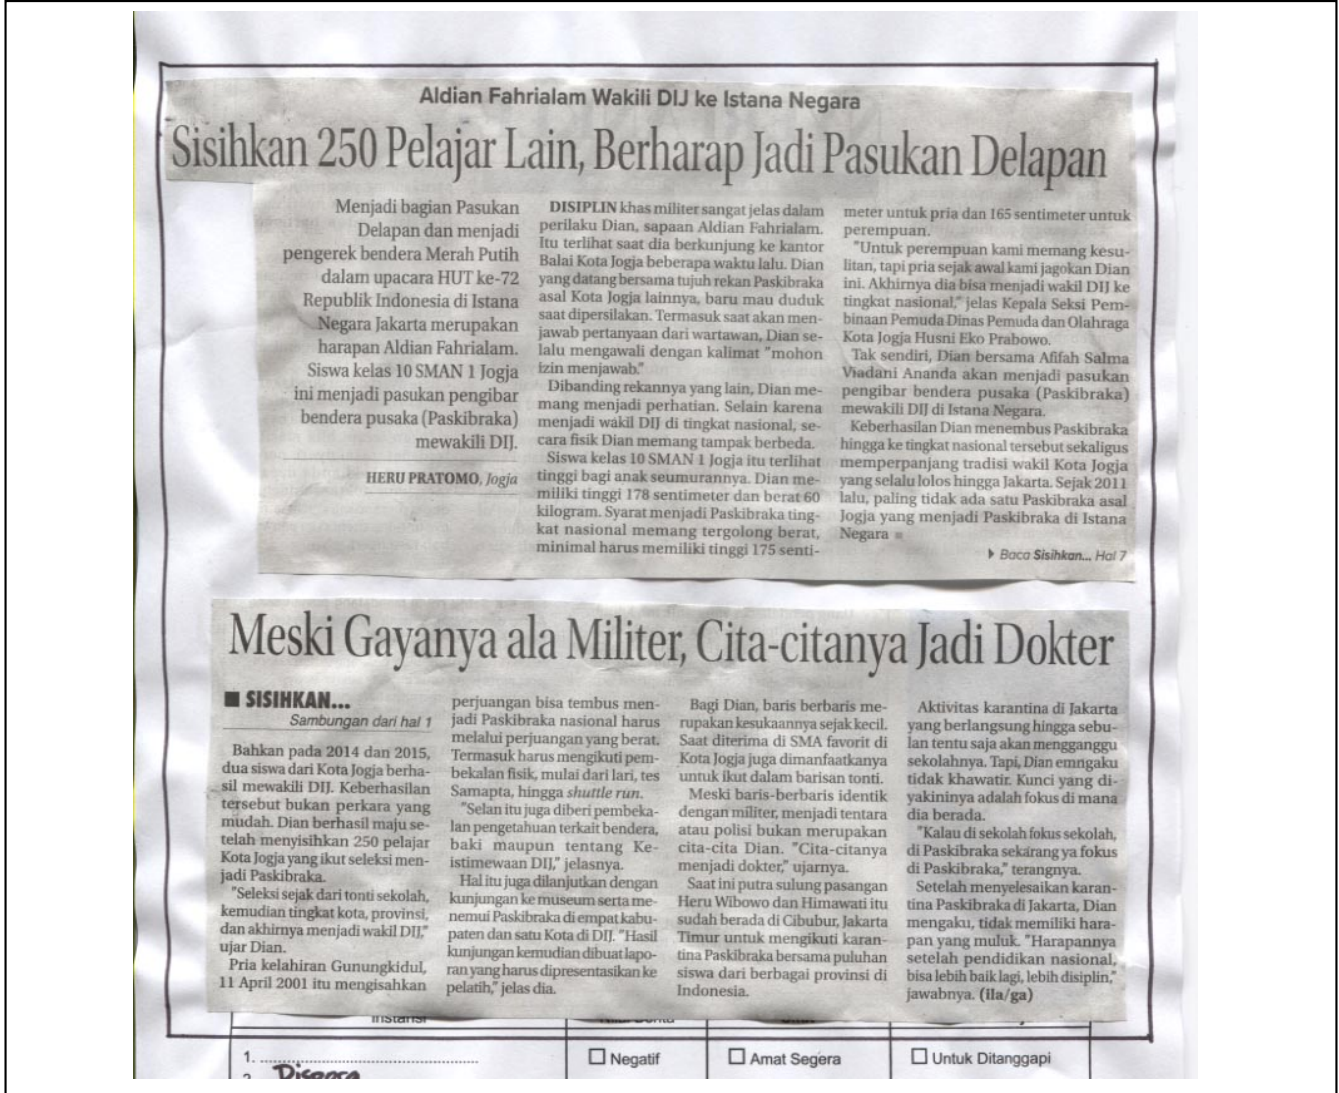 Aldian Fahrialam Wakili DIJ ke Istana Negara
Sisihkan 250 Pelajar Lain, Berharap Jadi Pasukan Delapan
Menjadi bagian Pasukan
Delapan dan menjadi
pengerek bendera Merah Putih
dalam upacara HUT ke-72
Republik Indonesia di Istana
Negara Jakarta merupakan
harapan Aldian Fahrialam.
Siswa kelas 10 SMAN 1 Jogja
ini menjadi pasukan pengibar
bendera pusaka (Paskibraka)
mewakili DIJ.
HERU PRATOMO, Jogja
DISIPLIN khas militer sangat jelas dalam
perilaku Dian, sapaan Aldian Fahrialam.
Itu terlihat saat dia berkunjung ke kantor
Balai Kota Jogja beberapa waktu lalu. Dian
yang datang bersama tujuh rekan Paskibraka
asal Kota Jogja lainnya, baru mau duduk
saat dipersilakan. Termasuk saat akan men-
jawab pertanyaan dari wartawan, Dian se-
lalu mengawali dengan kalimat "mohon
izin menjawab."
Dibanding rekannya yang lain, Dian me-
mang menjadi perhatian. Selain karena
menjadi wakil DIJ di tingkat nasional, se-
cara fisik Dian memang tampak berbeda.
Siswa kelas 10 SMAN 1 Jogja itu terlihat
tinggi bagi anak seumurannya. Dian me-
miliki tinggi 178 sentimeter dan berat 60
kilogram. Syarat menjadi Paskibraka ting-
kat nasional memang tergolong berat,
minimal harus memiliki tinggi 175 senti-
meter untuk pria dan 165 sentimeter untuk
perempuan.
"Untuk perempuan kami memang kesu-
litan, tapi pria sejak awal kami jagokan Dian
ini. Akhirnya dia bisa menjadi wakil DIJ ke
tingkat nasional," jelas Kepala Seksi Pem-
binaan Pemuda Dinas Pemuda dan Olahraga
Kota Jogja Husni Eko Prabowo.
Tak sendiri, Dian bersama Afifah Salma
Viadani Ananda akan menjadi pasukan
pengibar bendera pusaka (Paskibraka)
mewakili DIJ di Istana Negara.
Keberhasilan Dian menembus Paskibraka
hingga ke tingkat nasional tersebut sekaligus
memperpanjang tradisi wakil Kota Jogja
yang selalu lolos hingga Jakarta. Sejak 2011
lalu, paling tidak ada satu Paskibraka asal
Jogja yang menjadi Paskibraka di Istana
Negara
Baca Sisihkan... Hal 7
Meski Gayanya ala Militer, Cita-citanya Jadi Dokter
SISIHKAN...
Sambungan dari hal 1
Bahkan pada 2014 dan 2015,
dua siswa dari Kota Jogja berha-
sil mewakili DIJ. Keberhasilan
tersebut bukan perkara yang
mudah. Dian berhasil maju se-
telah menyisihkan 250 pelajar
Kota Jogja yang ikut seleksi men-
jadi Paskibraka.
"Seleksi sejak dari tonti sekolah,
kemudian tingkat kota, provinsi,
dan akhirnya menjadi wakil DIJ,"
ujar Dian.
Pria kelahiran Gunungkidul,
11 April 2001 itu mengisahkan
perjuangan bisa tembus men-
jadi Paskibraka nasional harus
melalui perjuangan yang berat.
Termasuk harus mengikuti pem-
bekalan fisik, mulai dari lari, tes
Samapta, hingga shuttle run.
"Selan itu juga diberi pembeka-
lan pengetahuan terkait bendera,
baki maupun tentang Ke-
istimewaan DIJ," jelasnya.
Hal itu juga dilanjutkan dengan
kunjungan ke museum serta me-
nemui Paskibraka di empat kabu-
paten dan satu Kota di DIJ. "Hasil
kunjungan kemudian dibuat lapo-
ran yang harus dipresentasikan ke
pelatih," jelas dia.
Bagi Dian, baris berbaris me-
rupakan kesukaannya sejak kecil.
Saat diterima di SMA favorit di
Kota Jogja juga dimanfaatkanya
untuk ikut dalam barisan tonti.
Meski baris-berbaris identik
dengan militer, menjadi tentara
atau polisi bukan merupakan
cita-cita Dian. "Cita-citanya
menjadi dokter," ujarnya.
Saat ini putra sulung pasangan
Heru Wibowo dan Himawati itu
sudah berada di Cibubur, Jakarta
Timur untuk mengikuti karan-
tina Paskibraka bersama puluhan
siswa dari berbagai provinsi di
Indonesia.
Aktivitas karantina di Jakarta
yang berlangsung hingga sebu-
lan tentu saja akan mengganggu
sekolahnya. Tapi, Dian emngaku
tidak khawatir. Kunci yang di-
yakininya adalah fokus di mana
dia berada.
"Kalau di sekolah fokus sekolah,
di Paskibraka sekarang ya fokus
di Paskibraka," terangnya.
Setelah menyelesaikan karan-
tina Paskibraka di Jakarta, Dian
mengaku, tidak memiliki hara-
pan yang muluk. "Harapannya
setelah pendidikan nasional,
bisa lebih baik lagi, lebih disiplin,"
jawabnya. (ila/ga)
Instansi
1. ................ Negatif Amat Segera Untuk Ditanggapi